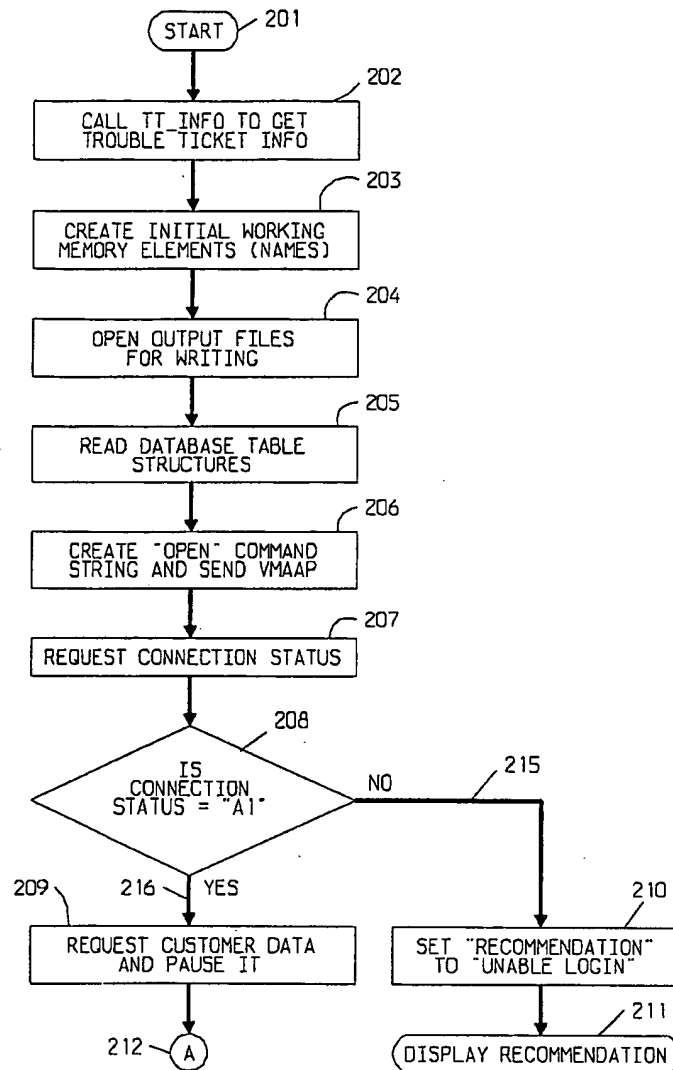 START
201
202
CALL TT_INFO TO GET
TROUBLE TICKET INFO
203
CREATE INITIAL WORKING
MEMORY ELEMENTS (NAMES)
204
OPEN OUTPUT FILES
FOR WRITING
205
READ DATABASE TABLE
STRUCTURES
206
CREATE "OPEN" COMMAND
STRING AND SEND VMAAP
207
REQUEST CONNECTION STATUS
208
IS
CONNECTION
STATUS = "A1"
NO
215
216
YES
209
REQUEST CUSTOMER DATA
AND PAUSE IT
210
SET "RECOMMENDATION"
TO "UNABLE LOGIN"
211
212
A
DISPLAY RECOMMENDATION